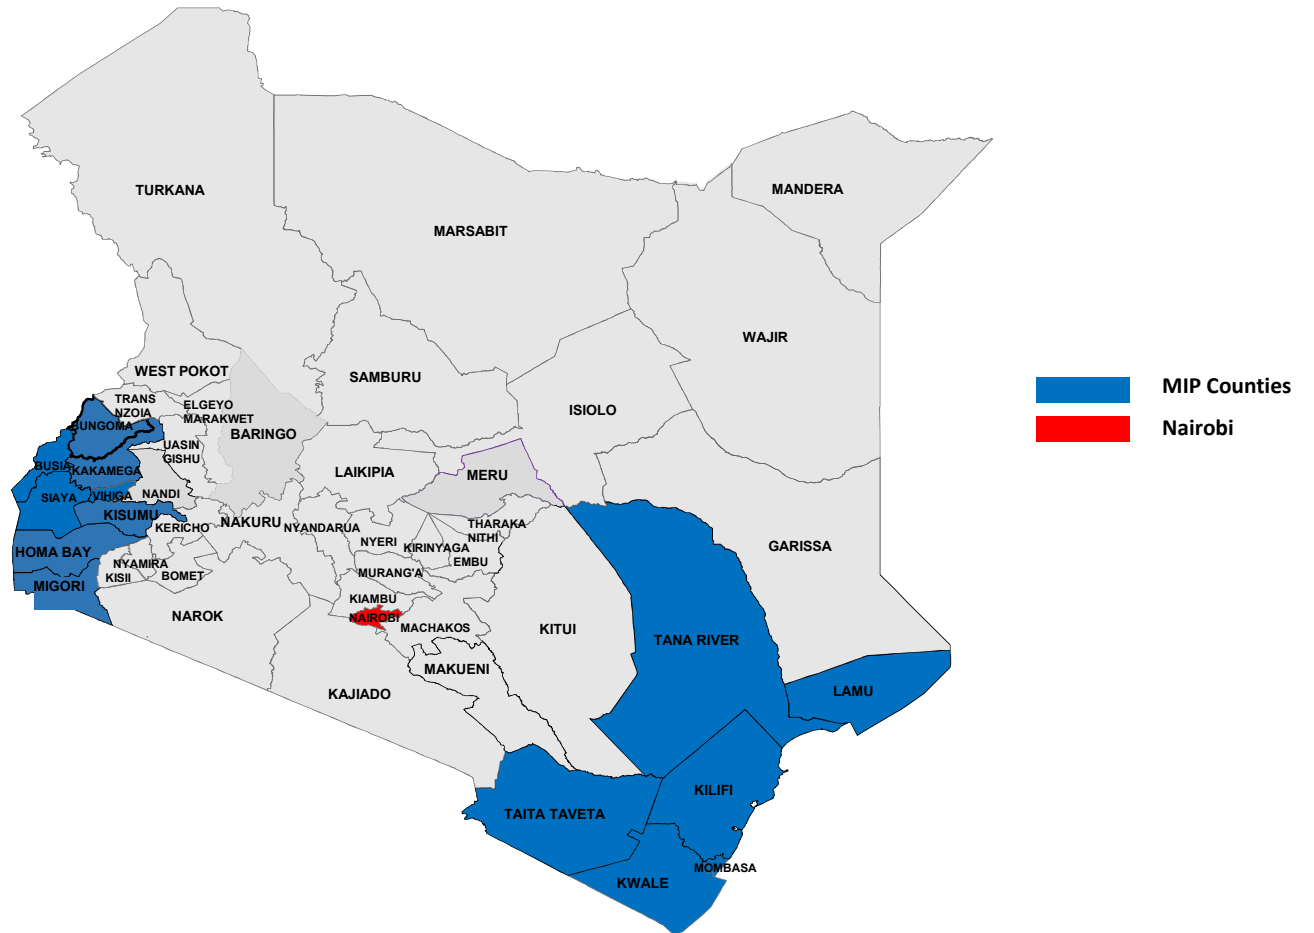 TURKANA
MANDERA
MARSABIT
WAJIR
WEST POKOT
SAMBURU
ISIOLO
TRANS
NZOIA
ELGEYO
MARAKWET
BUNGOMA
BARINGO
UASIN
GISHU
BUSIA
KAKAMEGA
LAIKIPIA
MERU
SIAYA
VIHIGA
NANDI
KISUMU
KERICHO
NAKURU
NYANDARUA
THARAKA
NITHI
NYERI
KIRINYAGA
EMBU
GARISSA
HOMA BAY
NYAMIRA
KISII
BOMET
MURANG'A
MIGORI
NAROK
KIAMBU
NAIROBI
MACHAKOS
KITUI
TANA RIVER
MAKUENI
KAJIADO
LAMU
KILIFI
TAITA TAVETA
MOMBASA
KWALE
MIP Counties
Nairobi